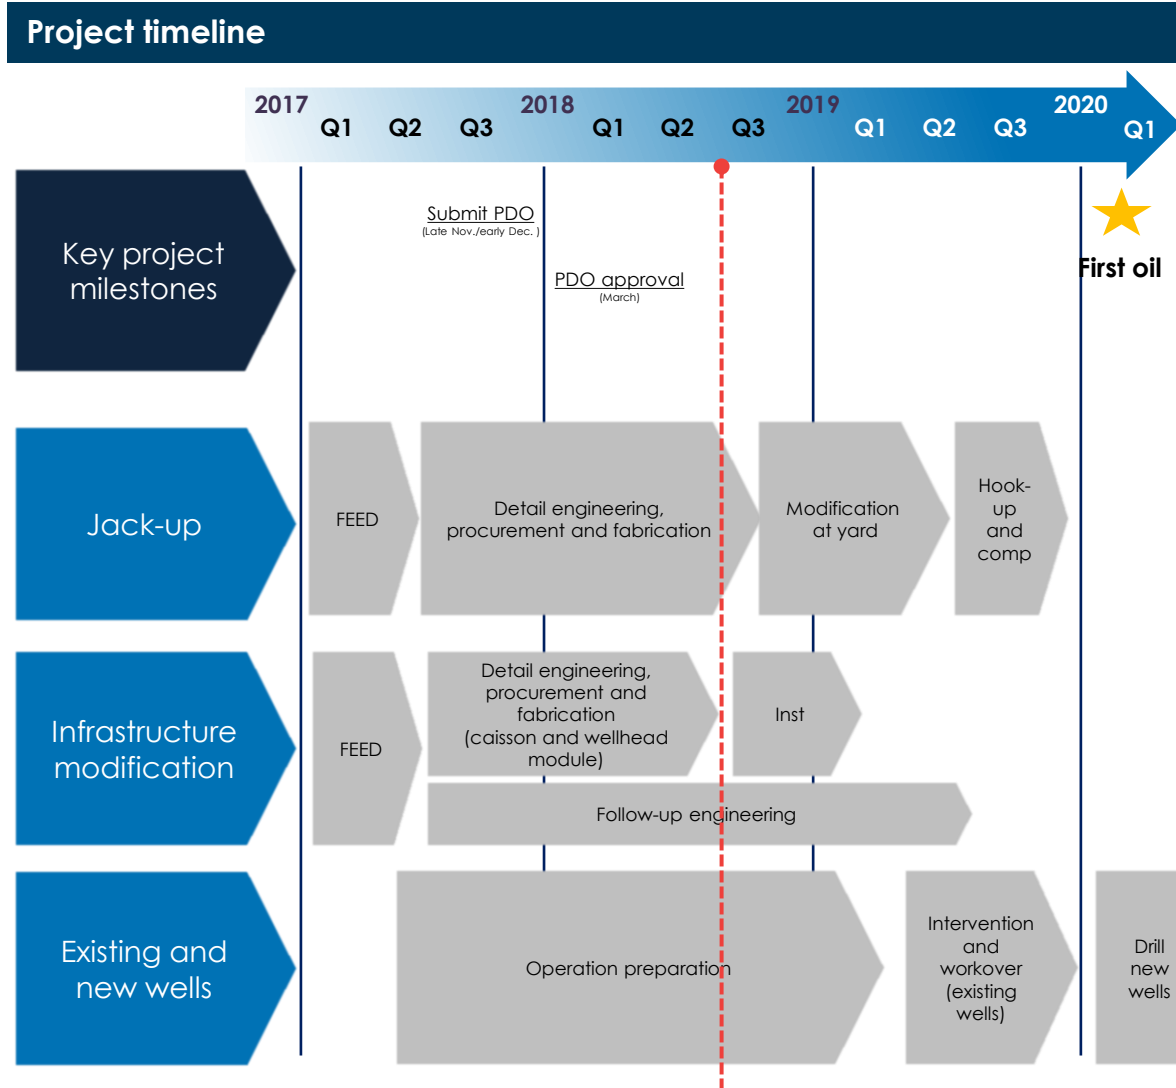 Project timeline
2017
Q1
Q2
Q3
2018
Q1
Q2
Q3
2019
Q1
Q2
Q3
2020
Q1
Key project
milestones
Submit PDO
(Late Nov./early Dec. )
PDO approval
(March)
First oil
Jack-up
FEED
Detail engineering,
procurement and fabrication
Modification
at yard
Hook-
up
and
comp
Infrastructure
modification
FEED
Detail engineering,
procurement and
fabrication
(caisson and wellhead
module)
Inst
Follow-up engineering
Existing and
new wells
Operation preparation
Intervention
and
workover
(existing
wells)
Drill
new
wells